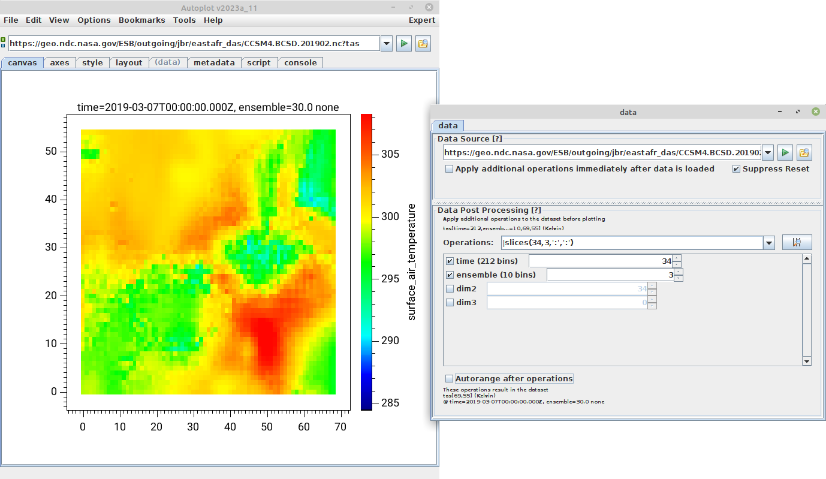 Autoplot v2023a_11
File Edit View Options Bookmarks Tools Help Expert
https://geo.ndc.nasa.gov/ESB/outgoing/jbr/eastafr_das/CCSM4.BCSD.201902.nc?tas
canvas axes style layout (data) metadata script console
time=2019-03-07T00:00:00.000Z, ensemble=30.0 none
50
40
30
20
10
0
0 10 20 30 40 50 60 70
305
300
295
290
285
surface_air_temperature
data
data
Data Source [?]
https://geo.ndc.nasa.gov/ESB/outgoing/jbr/eastafr_das/CCSM4.BCSD.20190
Apply additional operations immediately after data is loaded Suppress Reset
Data Post Processing [?]
Apply additional operations to the dataset before plotting
tas[time=212,ensemb...=10,69,55] (Kelvin)
Operations: |slices(34,3,':',':')
time (212 bins) 34
ensemble (10 bins) 3
dim2 34
dim3 0
Autorange after operations
These operations result in the dataset
tas[69,55] (Kelvin)
@ time=2019-03-07T00:00:00.000Z, ensemble=30.0 none